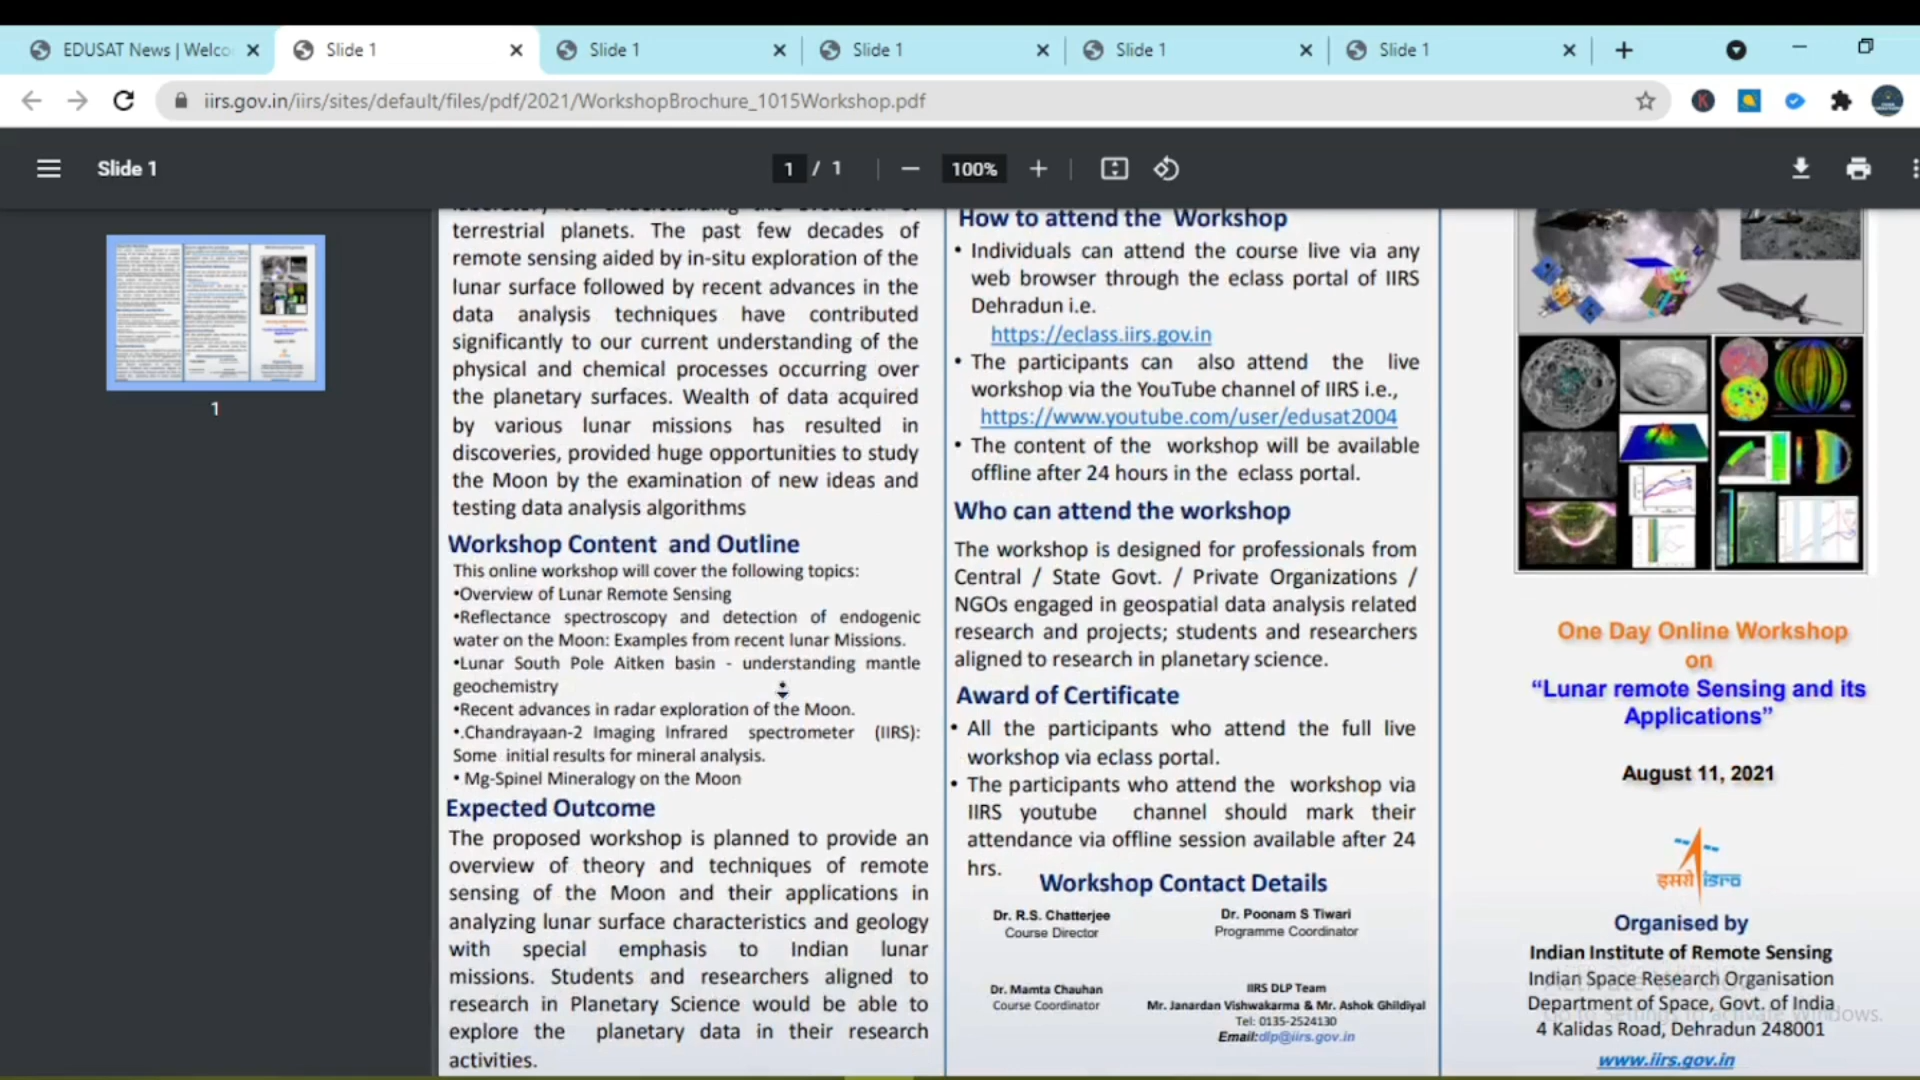 EDUSAT News | Welco
Slide 1
Slide 1
Slide 1
Slide 1
Slide 1
iirs.gov.in/iirs/sites/default/files/pdf/2021/WorkshopBrochure_1015Workshop.pdf
Slide 1
1 / 1
100%
1
laboratory for understanding the evolution of
terrestrial planets. The past few decades of
remote sensing aided by in-situ exploration of the
lunar surface followed by recent advances in the
data analysis techniques have contributed
significantly to our current understanding of the
physical and chemical processes occurring over
the planetary surfaces. Wealth of data acquired
by various lunar missions has resulted in
discoveries, provided huge opportunities to study
the Moon by the examination of new ideas and
testing data analysis algorithms
Workshop Content and Outline
This online workshop will cover the following topics:
•Overview of Lunar Remote Sensing
•Reflectance spectroscopy and detection of endogenic
water on the Moon: Examples from recent lunar Missions.
•Lunar South Pole Aitken basin - understanding mantle
geochemistry
•Recent advances in radar exploration of the Moon.
•.Chandrayaan-2 Imaging Infrared spectrometer (IIRS):
Some initial results for mineral analysis.
• Mg-Spinel Mineralogy on the Moon
Expected Outcome
The proposed workshop is planned to provide an
overview of theory and techniques of remote
sensing of the Moon and their applications in
analyzing lunar surface characteristics and geology
with special emphasis to Indian lunar
missions. Students and researchers aligned to
research in Planetary Science would be able to
explore the planetary data in their research
activities.
How to attend the Workshop
• Individuals can attend the course live via any
web browser through the eclass portal of IIRS
Dehradun i.e.
https://eclass.iirs.gov.in
• The participants can also attend the live
workshop via the YouTube channel of IIRS i.e.,
https://www.youtube.com/user/edusat2004
• The content of the workshop will be available
offline after 24 hours in the eclass portal.
Who can attend the workshop
The workshop is designed for professionals from
Central / State Govt. / Private Organizations /
NGOs engaged in geospatial data analysis related
research and projects; students and researchers
aligned to research in planetary science.
Award of Certificate
• All the participants who attend the full live
workshop via eclass portal.
• The participants who attend the workshop via
IIRS youtube channel should mark their
attendance via offline session available after 24
hrs.
Workshop Contact Details
Dr. R.S. Chatterjee
Course Director
Dr. Poonam S Tiwari
Programme Coordinator
Dr. Mamta Chauhan
Course Coordinator
IIRS DLP Team
Mr. Janardan Vishwakarma & Mr. Ashok Ghildiyal
Tel: 0135-2524130
Email:dlp@iirs.gov.in
One Day Online Workshop
on
“Lunar remote Sensing and its
Applications”
August 11, 2021
इसरो isro
Organised by
Indian Institute of Remote Sensing
Indian Space Research Organisation
Department of Space, Govt. of India
4 Kalidas Road, Dehradun 248001
www.iirs.gov.in
Activate Windows
Go to Settings to activate Windows.